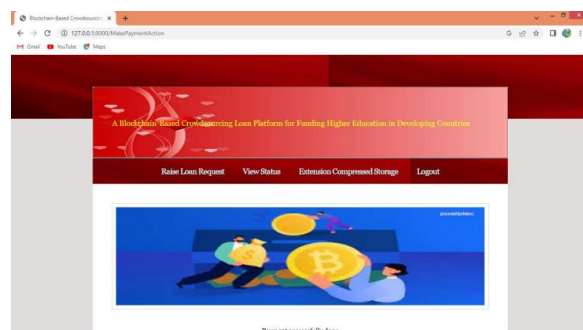 Blockchain-Based Crowdsourcin
127.0.0.1:8000/MakePaymentAction
Gmail YouTube Maps
A Blockchain-Based Crowdsourcing Loan Platform for Funding Higher Education in Developing Countries
Raise Loan Request View Status Extension Compressed Storage Logout